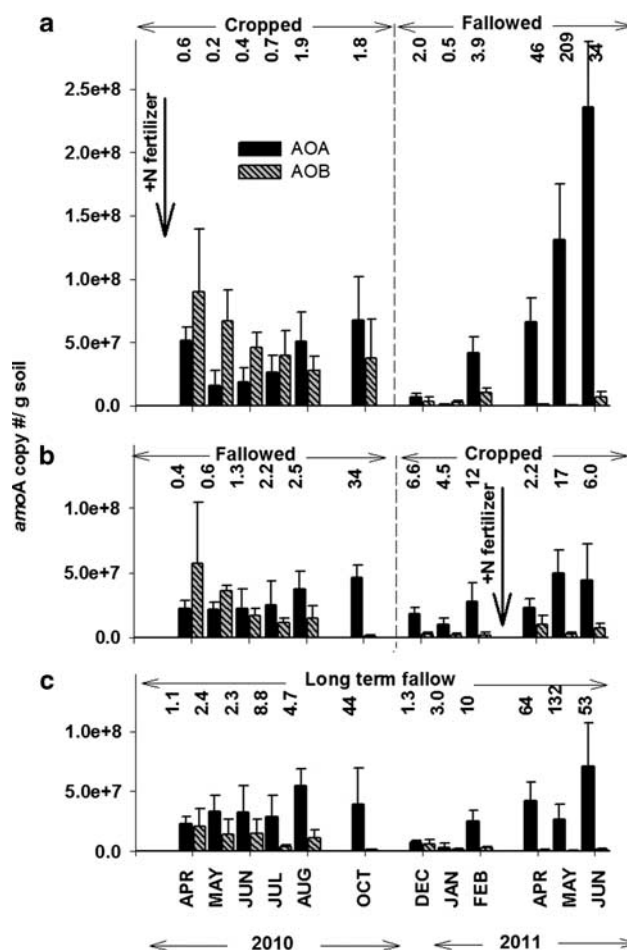 a
Cropped
Fallowed
0.6 0.2 0.4 0.7 1.9 1.8 2.0 0.5 3.9 46 209 34
+N fertilizer
AOA
AOB
2.5e+8
2.0e+8
1.0e+8
5.0e+7
0.0
amoA copy #/ g soil
b
Fallowed
Cropped
0.4 0.6 1.3 2.2 2.5 34 6.6 4.5 12 2.2 17 6.0
+N fertilizer
1.0e+8
5.0e+7
0.0
c
Long term fallow
1.1 2.4 2.3 8.8 4.7 44 1.3 3.0 10 64 132 53
1.0e+8
5.0e+7
0.0
APR MAY JUN JUL AUG OCT DEC JAN FEB APR MAY JUN
2010
2011